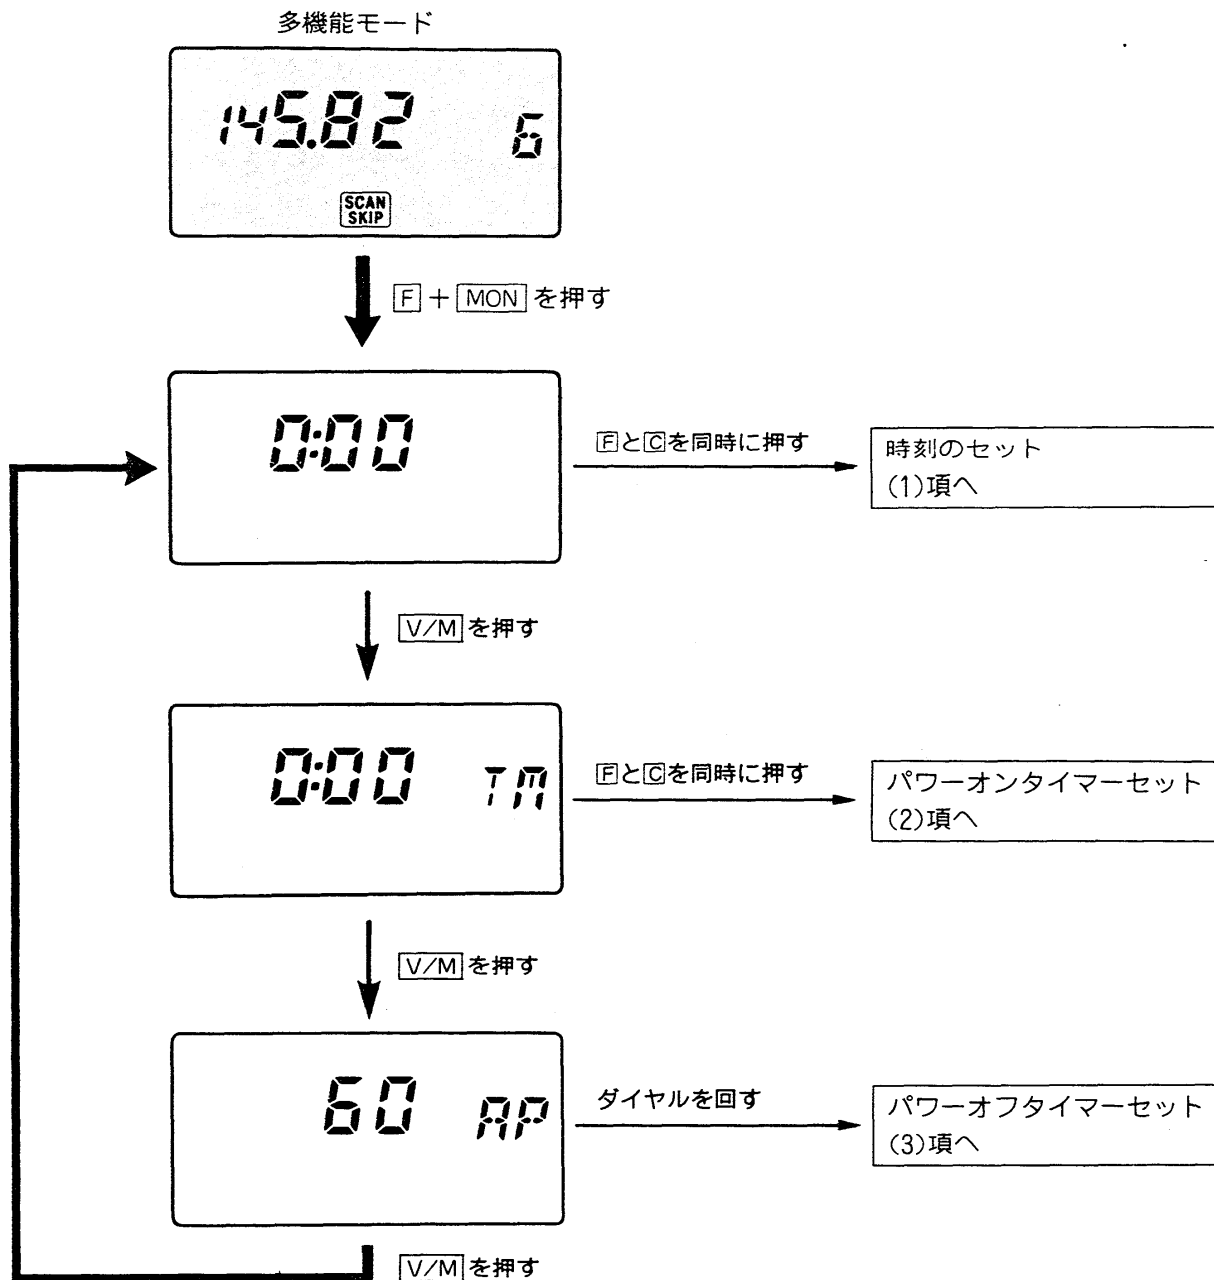 多機能モード
145.82 6
SCAN
SKIP
F + MON を押す
0:00
FとCを同時に押す
時刻のセット
(1)項へ
V/M を押す
0:00 TM
FとCを同時に押す
パワーオンタイマーセット
(2)項へ
V/M を押す
60 AP
ダイヤルを回す
パワーオフタイマーセット
(3)項へ
V/M を押す